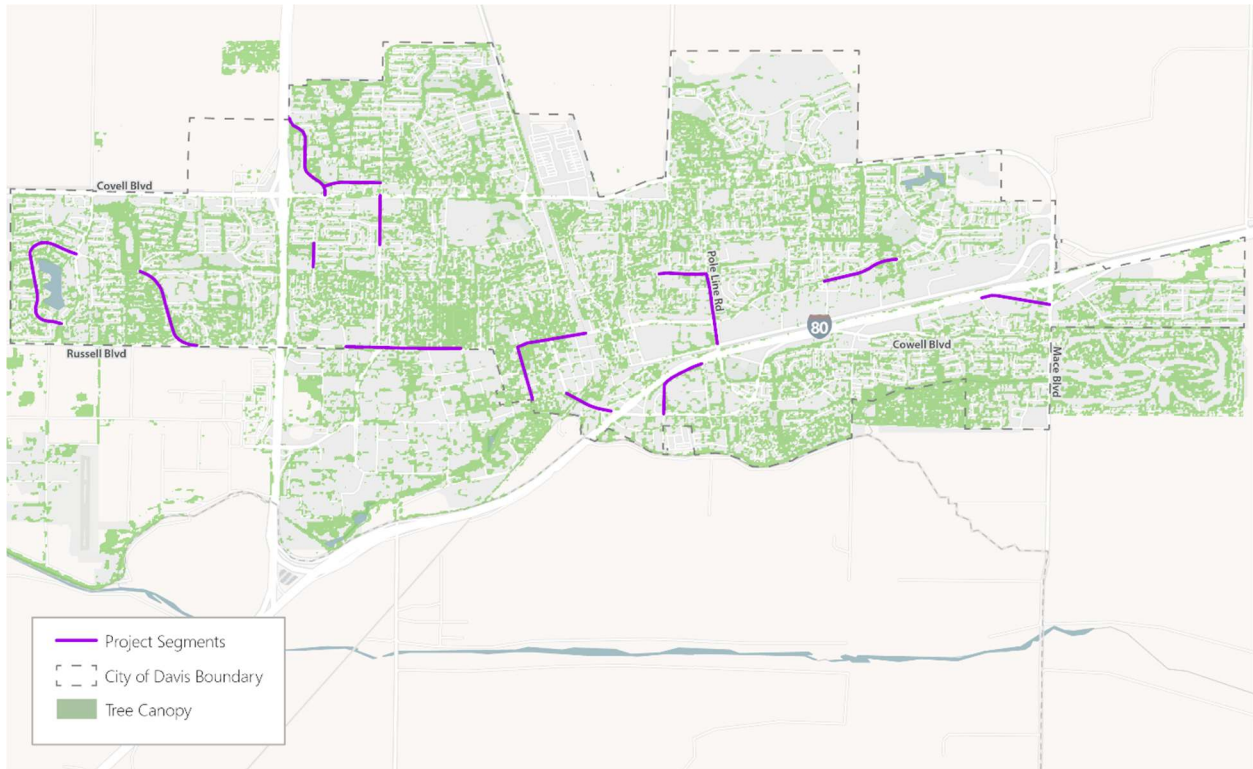 Covell Blvd
Pole Line Rd
80
Russell Blvd
Cowell Blvd
Mace Blvd
Project Segments
City of Davis Boundary
Tree Canopy